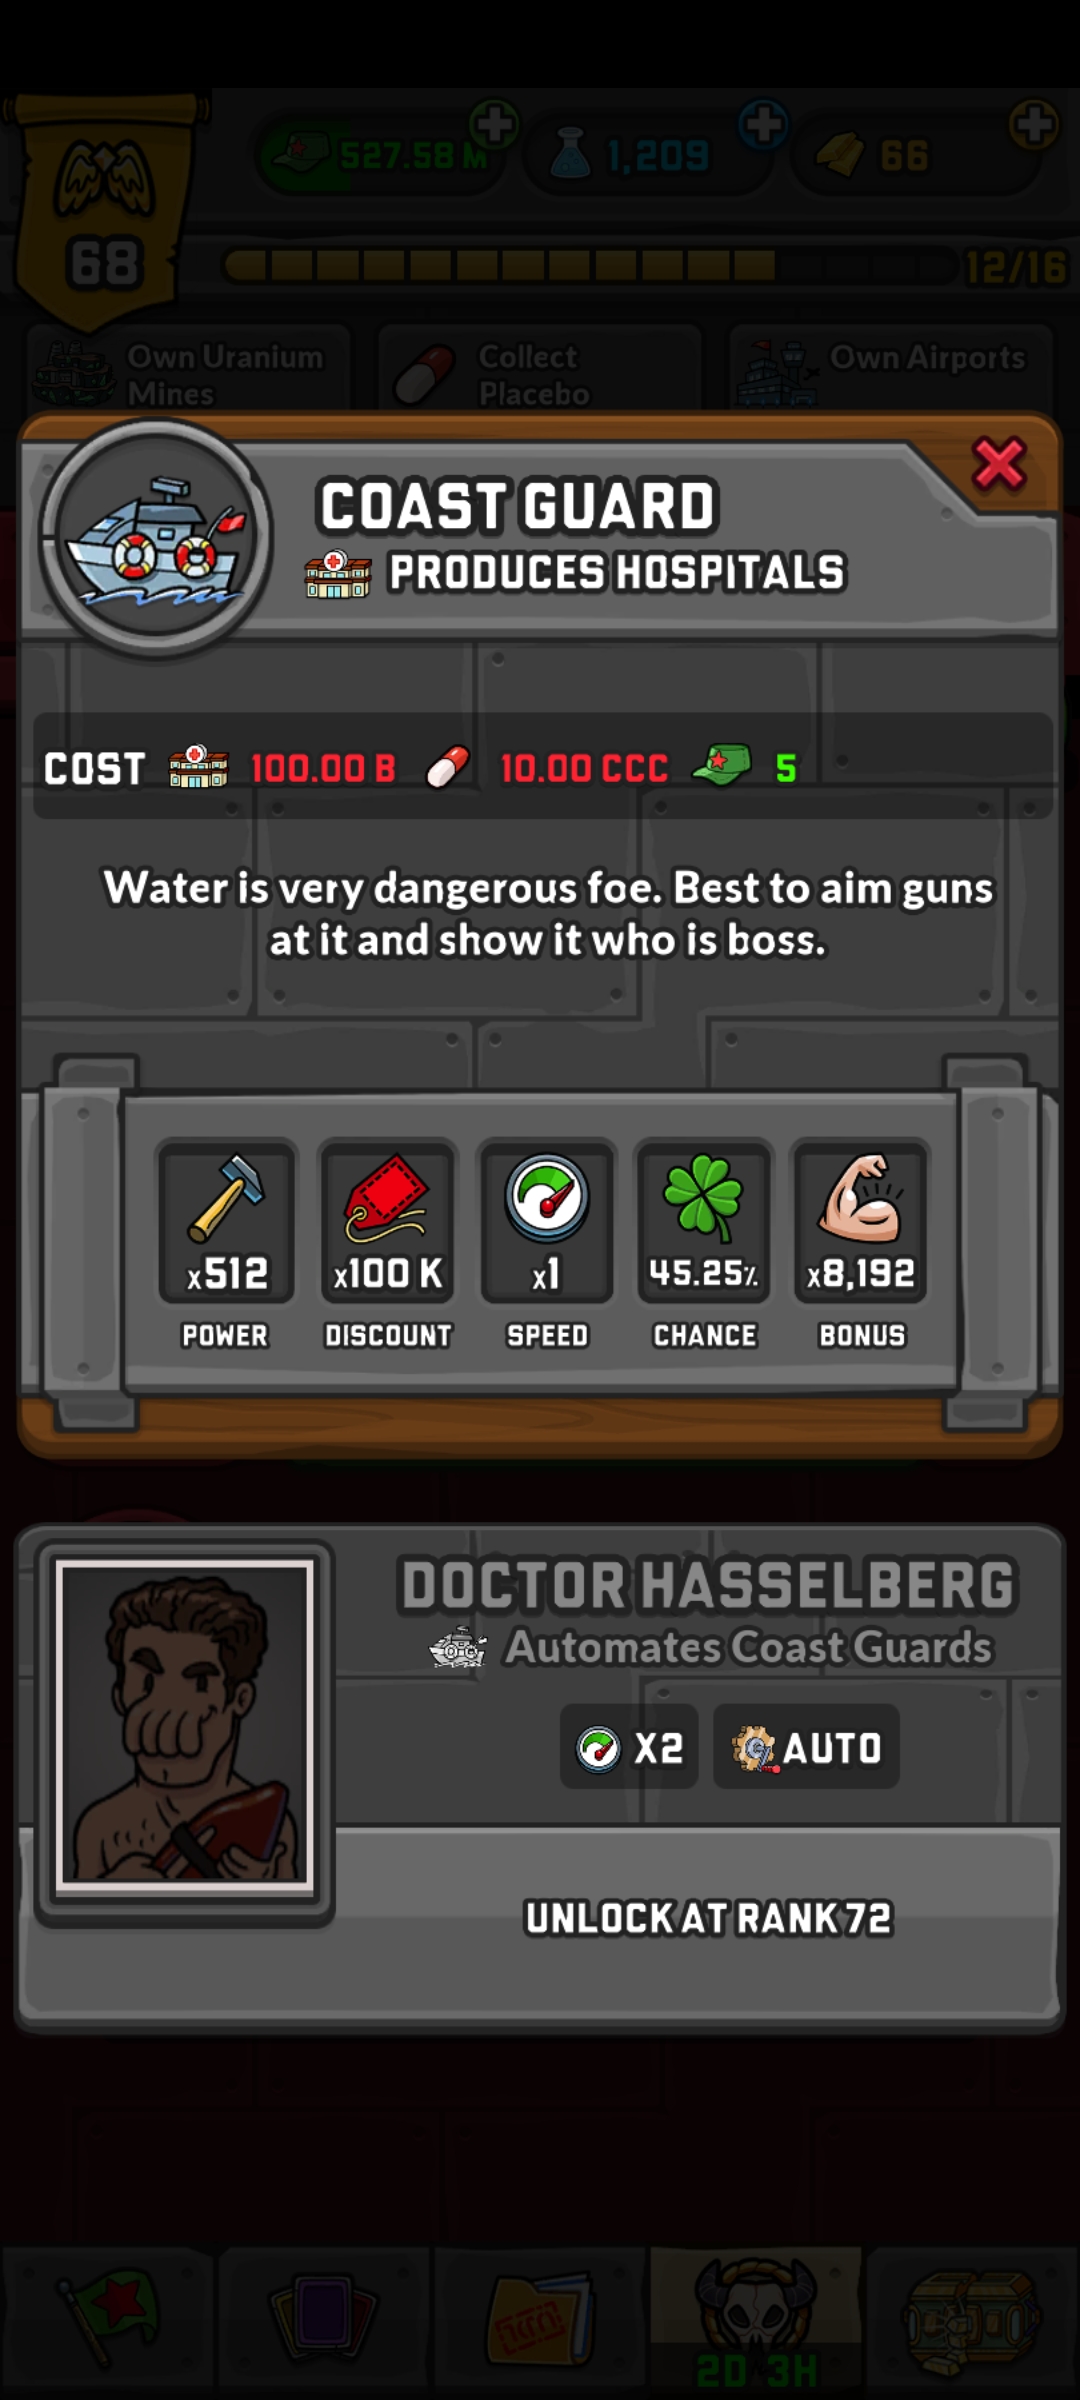 527.58 M
1,209
66
68
12/16
Own Uranium
Mines
Collect
Placebo
Own Airports
COAST GUARD
PRODUCES HOSPITALS
COST 100.00 B 10.00 CCC 5
Water is very dangerous foe. Best to aim guns
at it and show it who is boss.
x512
x100 K
x1
45.25%
x8,192
POWER
DISCOUNT
SPEED
CHANCE
BONUS
DOCTOR HASSELBERG
Automates Coast Guards
X2
AUTO
UNLOCK AT RANK 72
2D 3H